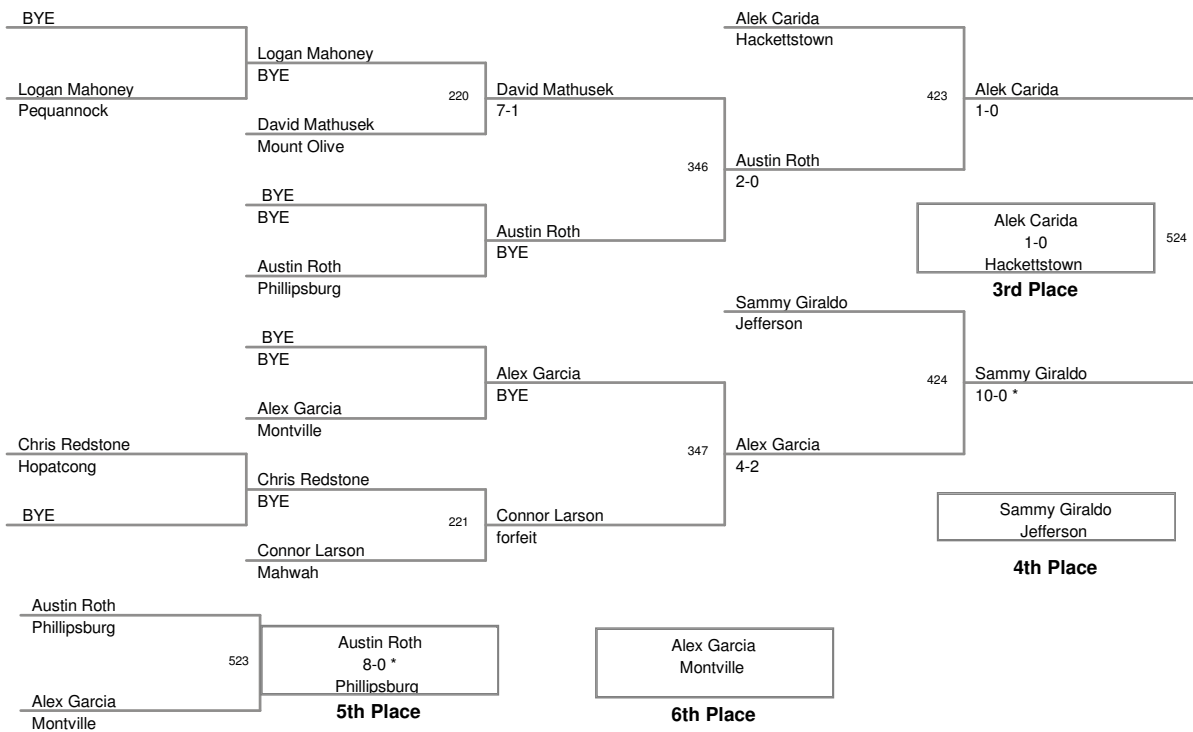 BYE
Logan Mahoney
Pequannock
Logan Mahoney
BYE
220
David Mathusek
Mount Olive
David Mathusek
7-1
BYE
BYE
Austin Roth
Phillipsburg
Austin Roth
BYE
346
Austin Roth
2-0
Alek Carida
Hackettstown
423
Alek Carida
1-0
Alek Carida
1-0
Hackettstown
524
3rd Place
BYE
BYE
Alex Garcia
Montville
Alex Garcia
BYE
Chris Redstone
Hopatcong
BYE
Chris Redstone
BYE
221
Connor Larson
Mahwah
Connor Larson
forfeit
347
Alex Garcia
4-2
Sammy Giraldo
Jefferson
424
Sammy Giraldo
10-0 *
Sammy Giraldo
Jefferson
4th Place
Austin Roth
Phillipsburg
523
Alex Garcia
Montville
Austin Roth
8-0 *
Phillipsburg
5th Place
Alex Garcia
Montville
6th Place